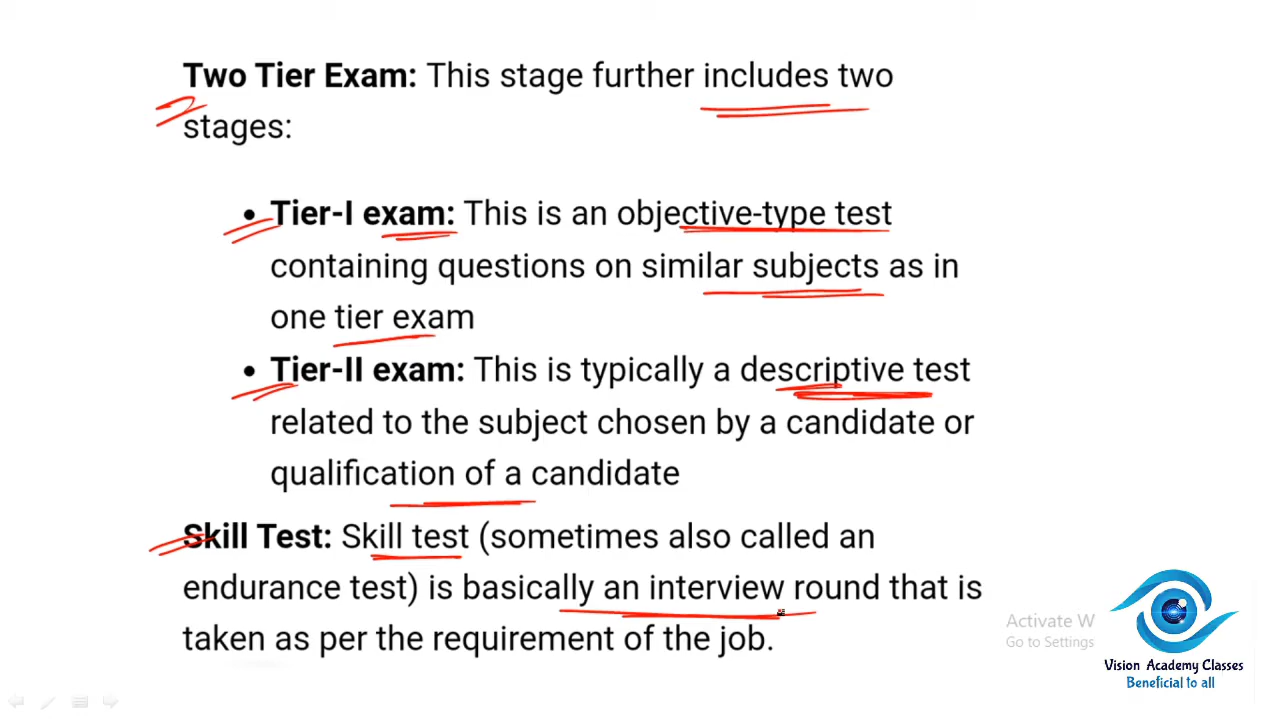 Two Tier Exam: This stage further includes two
stages:
• Tier-I exam: This is an objective-type test
containing questions on similar subjects as in
one tier exam
• Tier-II exam: This is typically a descriptive test
related to the subject chosen by a candidate or
qualification of a candidate
Skill Test: Skill test (sometimes also called an
endurance test) is basically an interview round that is
taken as per the requirement of the job.
Activate W
Go to Settings
Vision Academy Classes
Beneficial to all